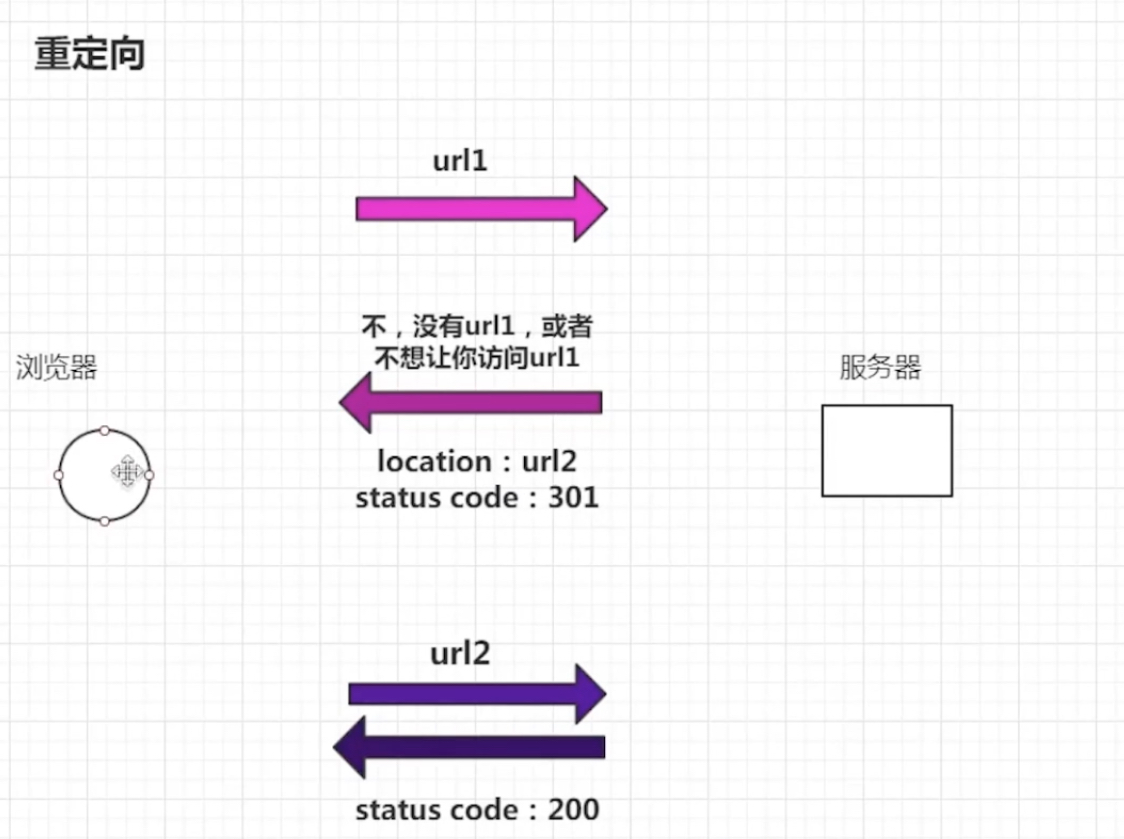 重定向
url1
不，没有url1，或者
不想让你访问url1
浏览器
服务器
location：url2
status code：301
url2
status code：200